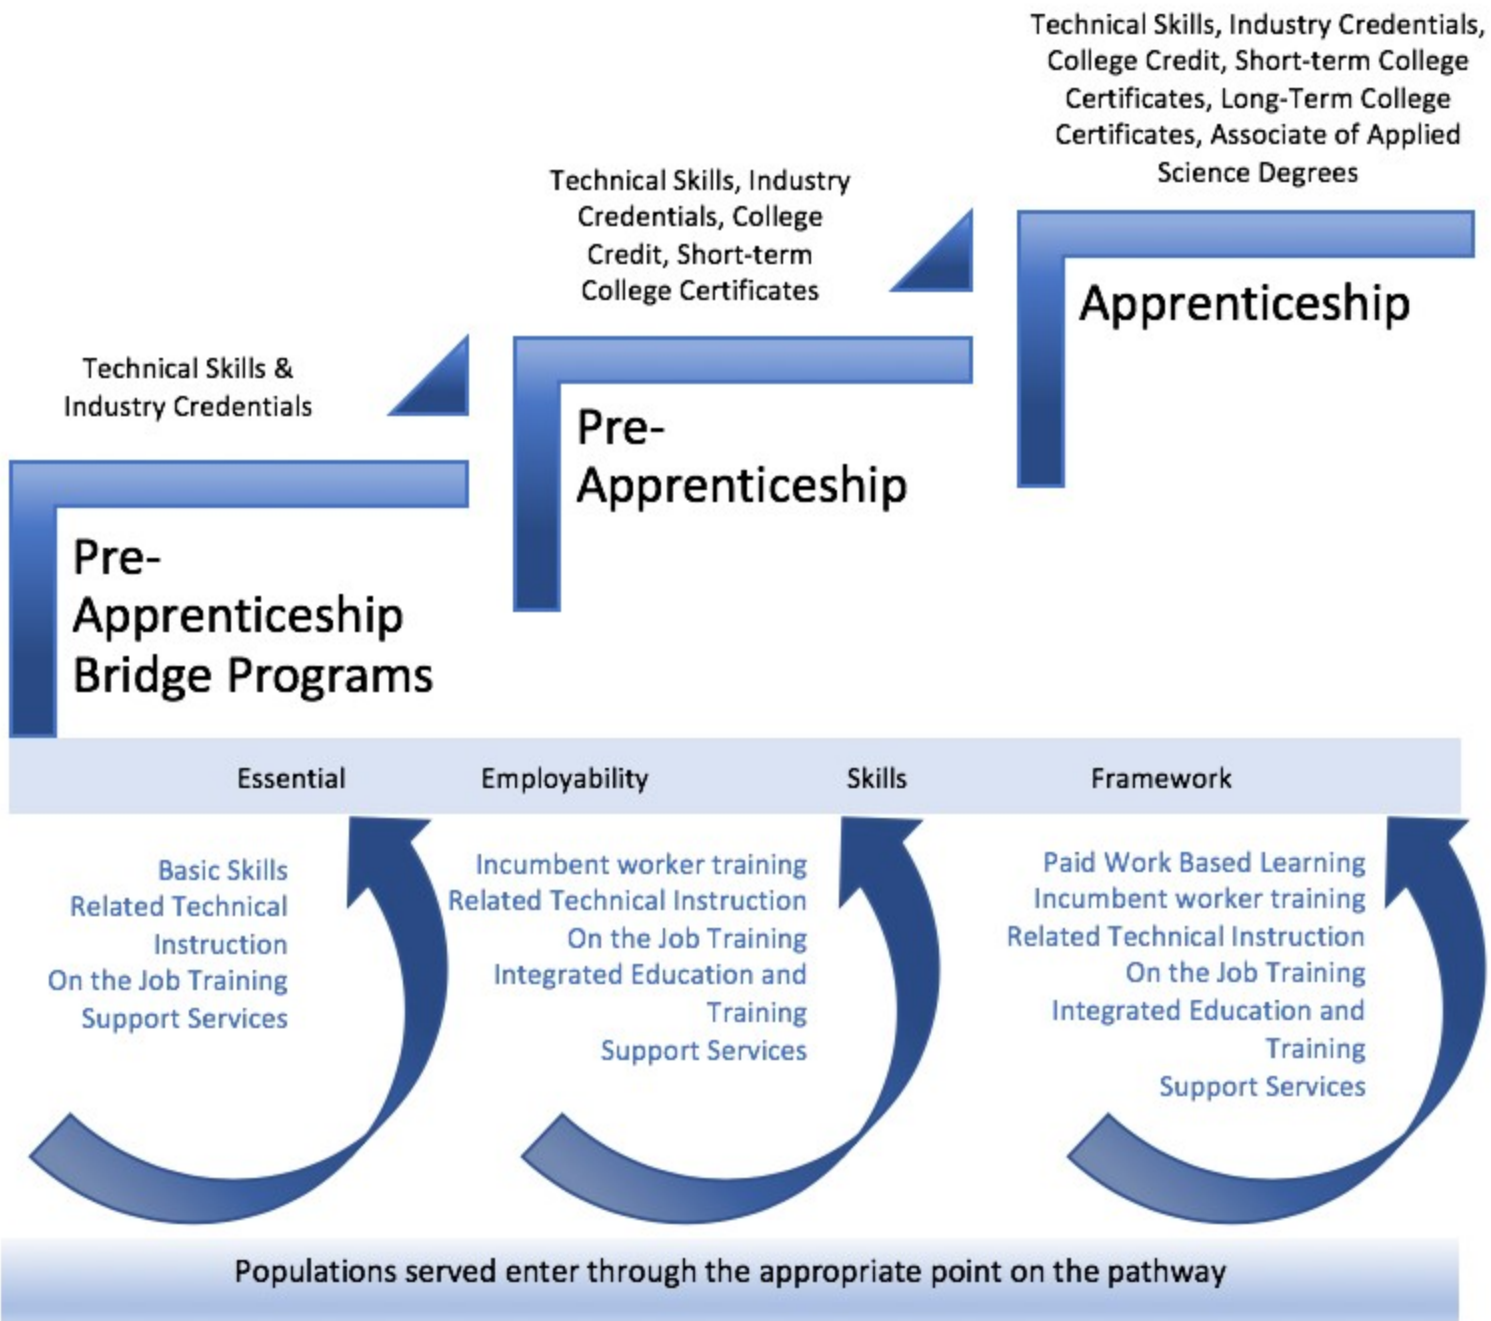 Technical Skills, Industry Credentials,
College Credit, Short-term College
Certificates, Long-Term College
Certificates, Associate of Applied
Science Degrees
Apprenticeship
Technical Skills, Industry
Credentials, College
Credit, Short-term
College Certificates
Pre-
Apprenticeship
Technical Skills &
Industry Credentials
Pre-
Apprenticeship
Bridge Programs
Essential Employability Skills Framework
Basic Skills
Related Technical
Instruction
On the Job Training
Support Services
Incumbent worker training
Related Technical Instruction
On the Job Training
Integrated Education and
Training
Support Services
Paid Work Based Learning
Incumbent worker training
Related Technical Instruction
On the Job Training
Integrated Education and
Training
Support Services
Populations served enter through the appropriate point on the pathway